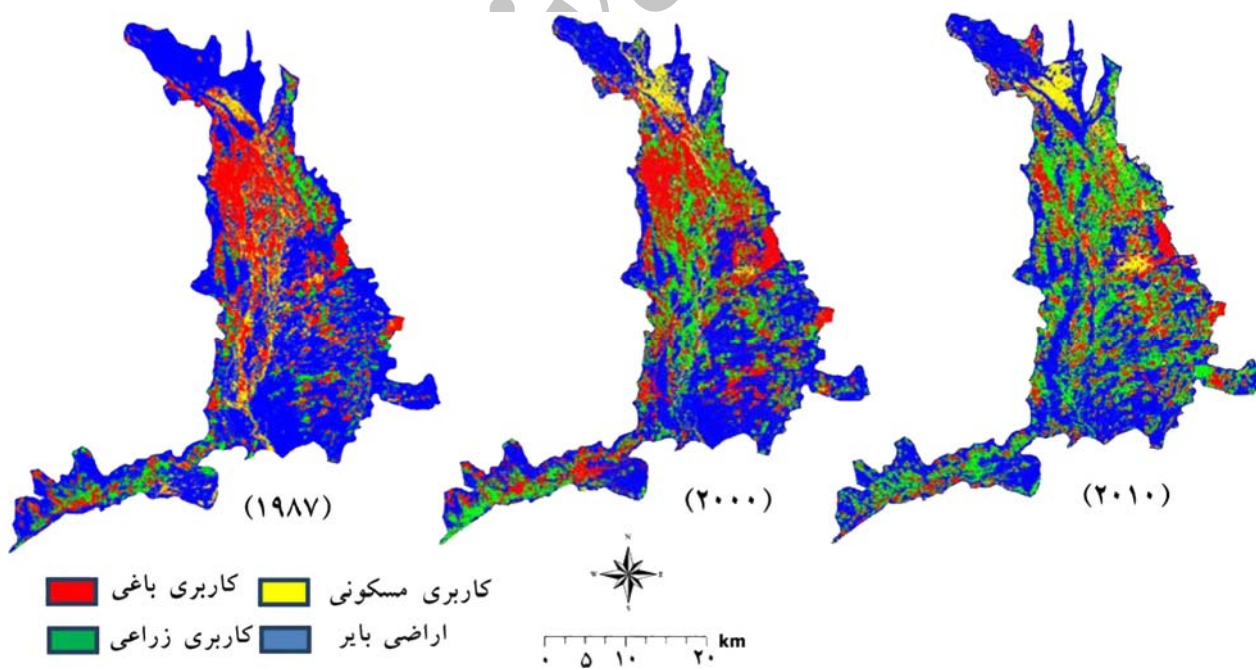 (۱۹۸۷)
(۲۰۰۰)
(۲۰۱۰)
کاربری باغی
کاربری مسکونی
کاربری زراعی
اراضی بایر
N
W E
S
km
۰ ۵ ۱۰ ۲۰